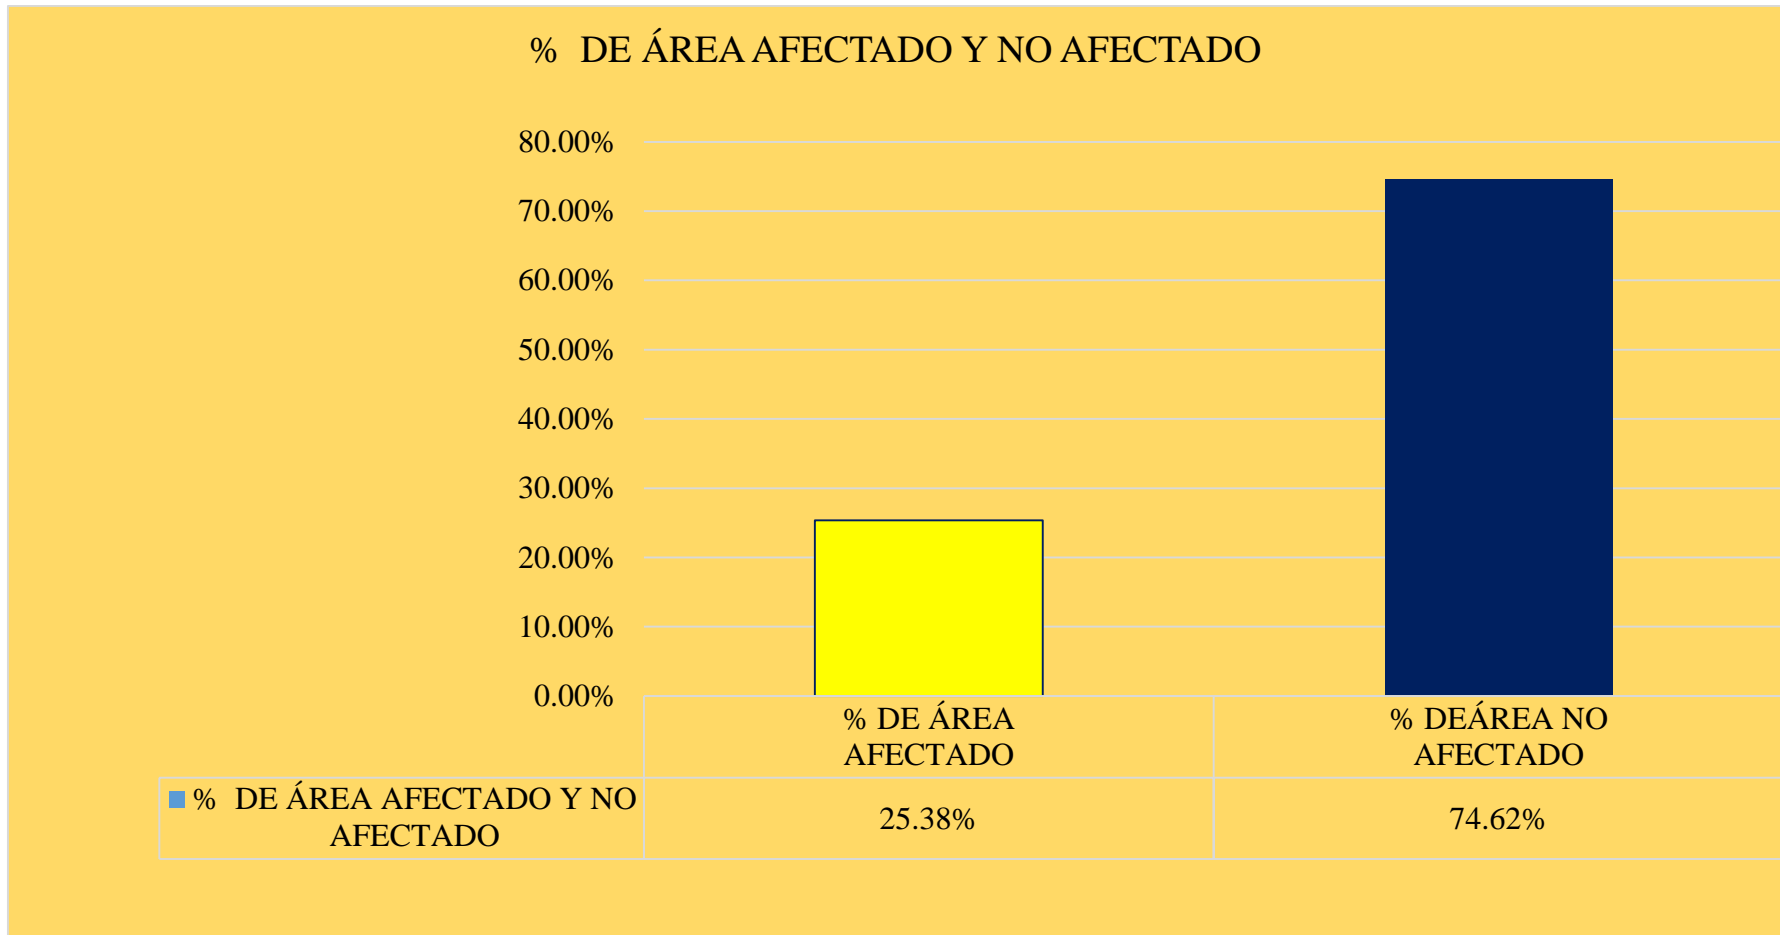 % DE ÁREA AFECTADO Y NO AFECTADO
80.00%
70.00%
60.00%
50.00%
40.00%
30.00%
20.00%
10.00%
0.00%
% DE ÁREA
AFECTADO
% DEÁREA NO
AFECTADO
% DE ÁREA AFECTADO Y NO
AFECTADO
25.38%
74.62%